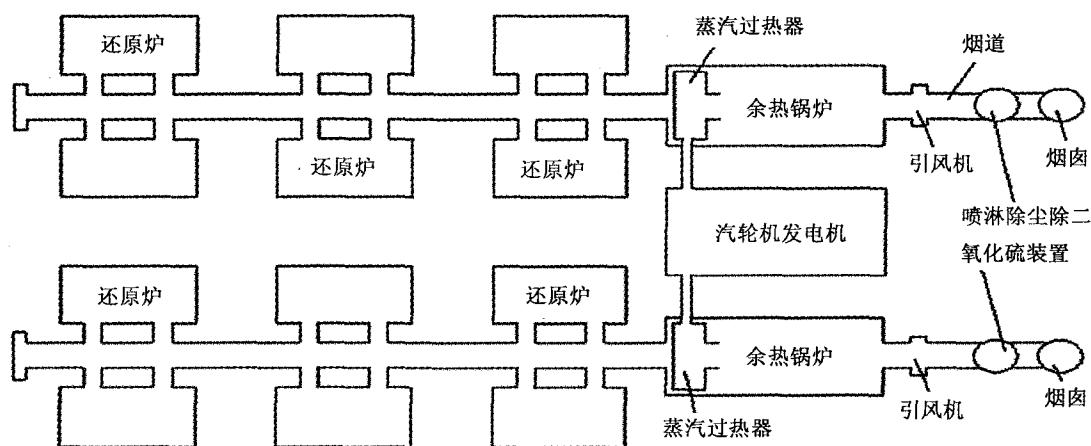 还原炉
蒸汽过热器
烟道
余热锅炉
还原炉
还原炉
引风机
烟囱
汽轮机发电机
喷淋除尘除二
氧化硫装置
还原炉
还原炉
余热锅炉
引风机
烟囱
蒸汽过热器